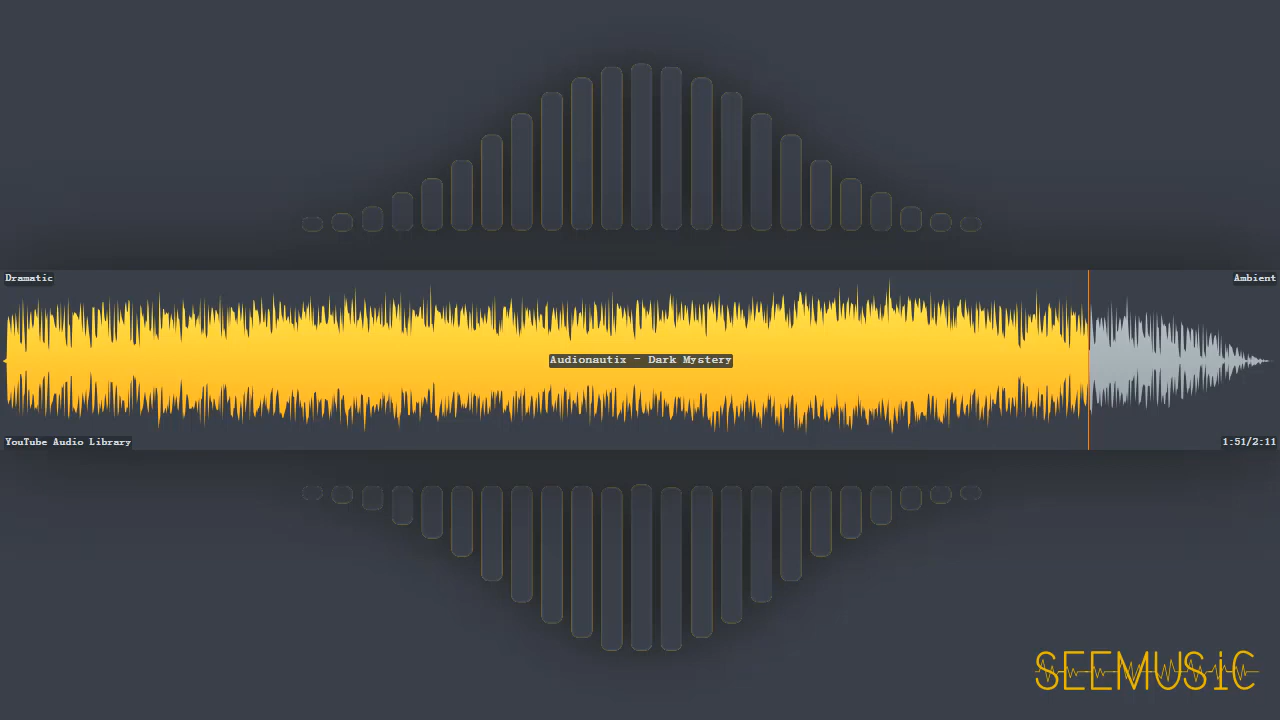 Dramatic
Ambient
Audionautix - Dark Mystery
YouTube Audio Library
1:51/2:11
SEEMUSiC